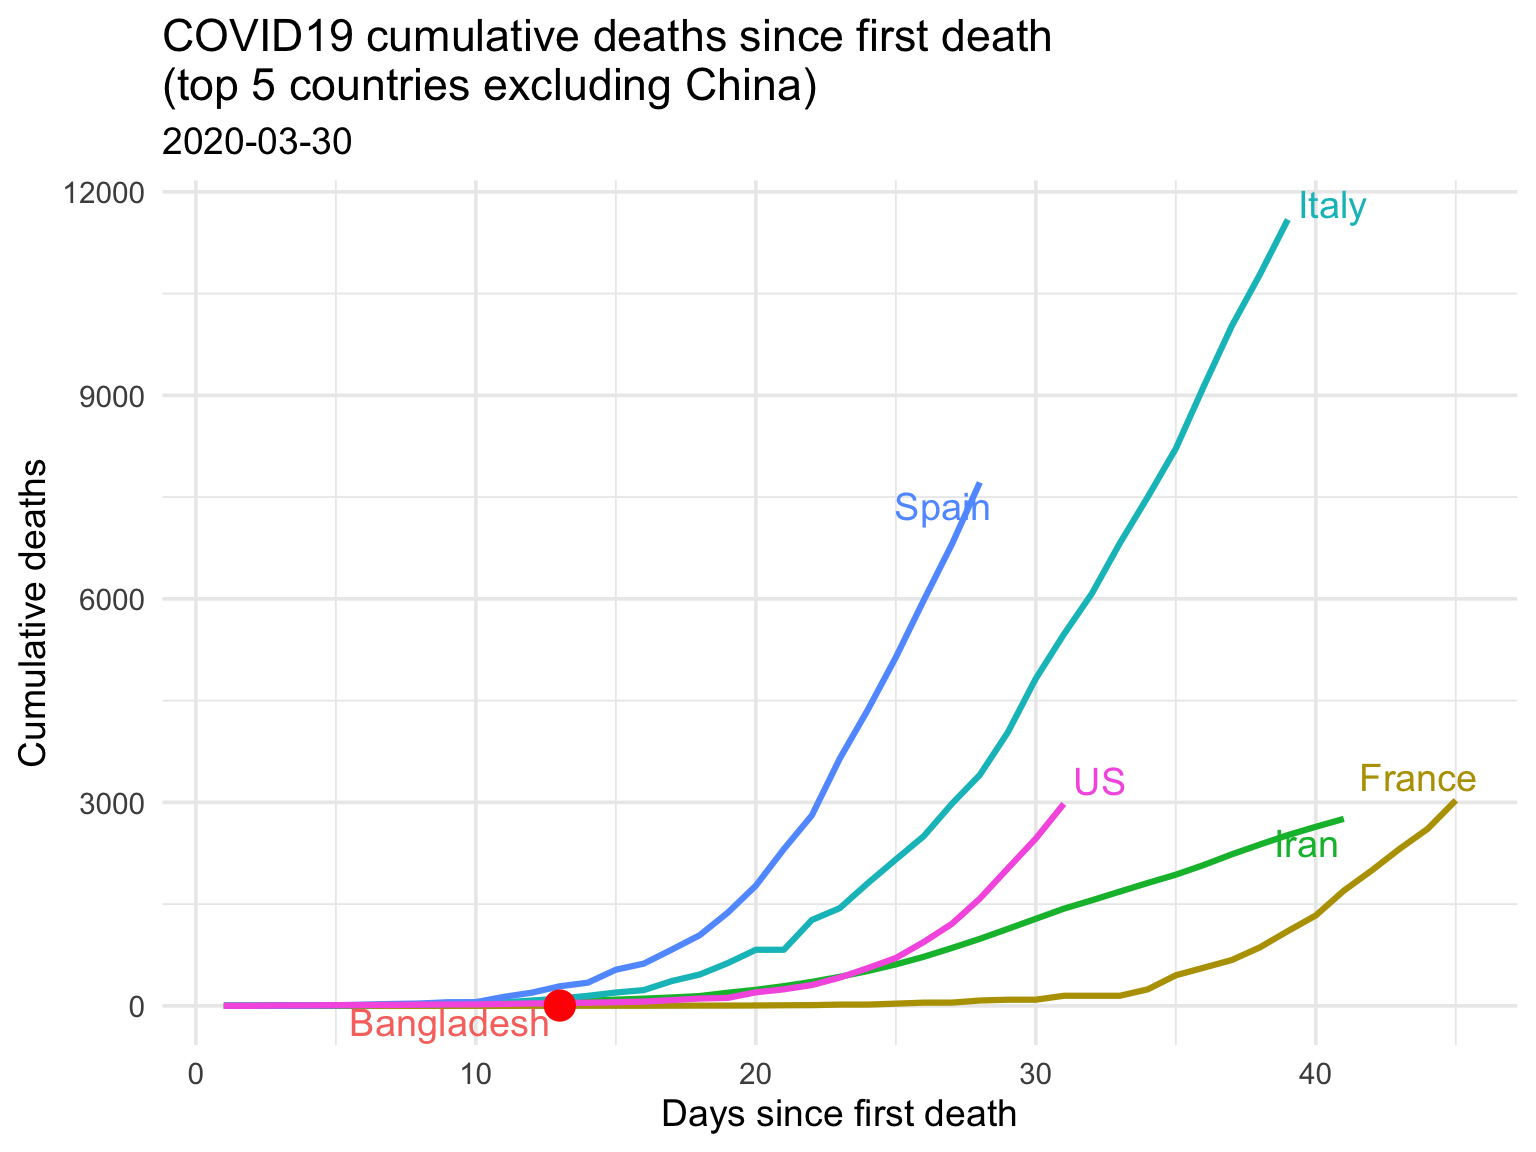 COVID19 cumulative deaths since first death
(top 5 countries excluding China)
2020-03-30
12000
9000
6000
3000
0
Cumulative deaths
Italy
Spain
US
France
Iran
Bangladesh
0
10
20
30
40
Days since first death